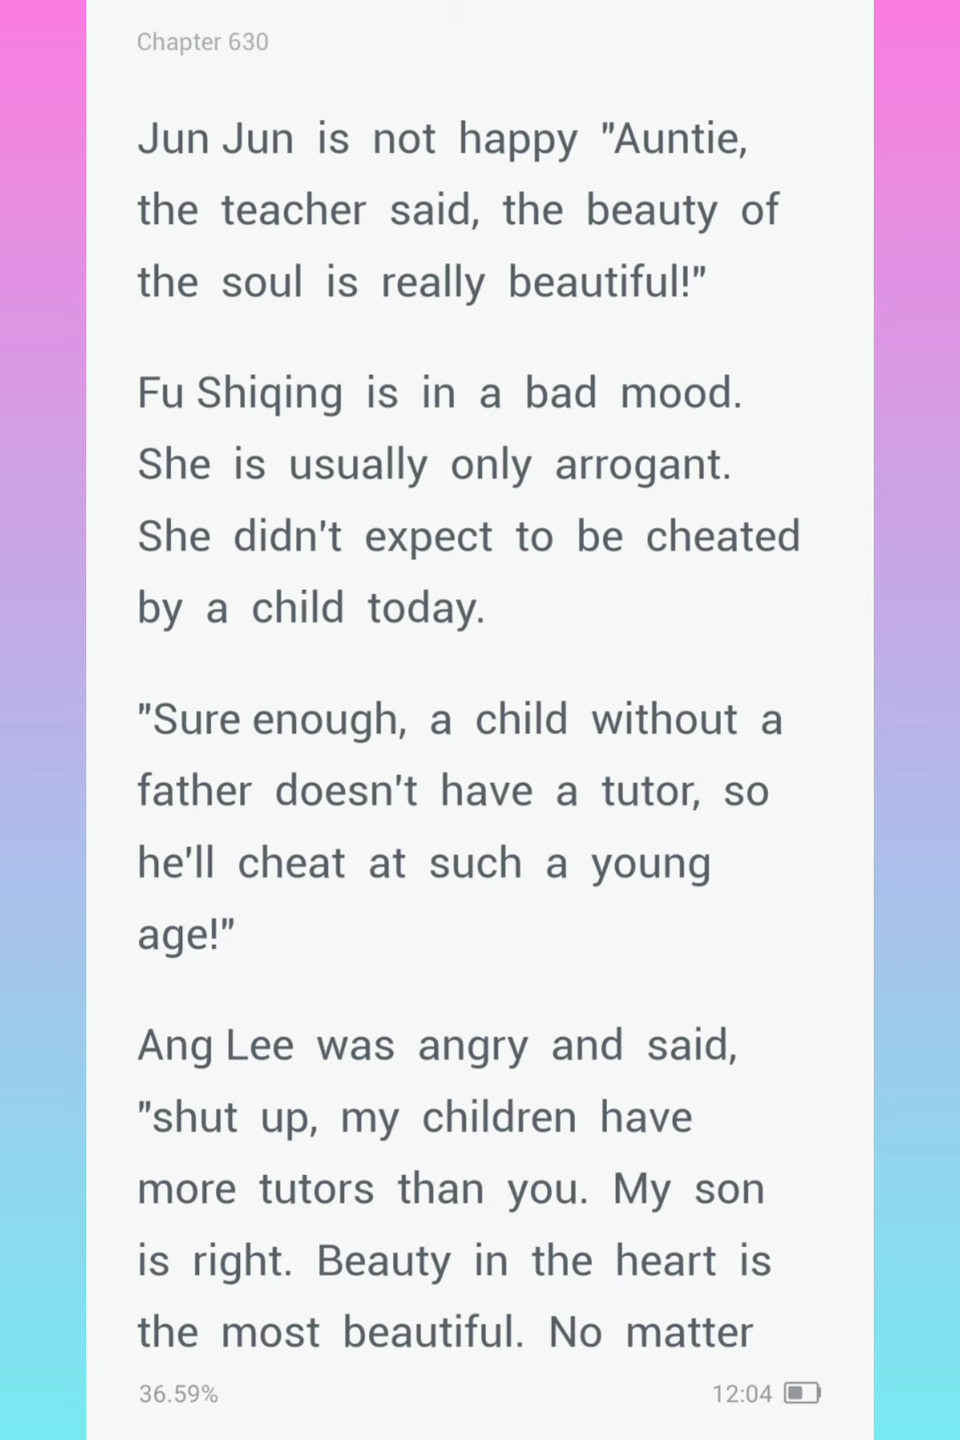 Chapter 630
Jun Jun is not happy "Auntie,
the teacher said, the beauty of
the soul is really beautiful!"
Fu Shiqing is in a bad mood.
She is usually only arrogant.
She didn't expect to be cheated
by a child today.
"Sure enough, a child without a
father doesn't have a tutor, so
he'll cheat at such a young
age!"
Ang Lee was angry and said,
"shut up, my children have
more tutors than you. My son
is right. Beauty in the heart is
the most beautiful. No matter
36.59% 12:04